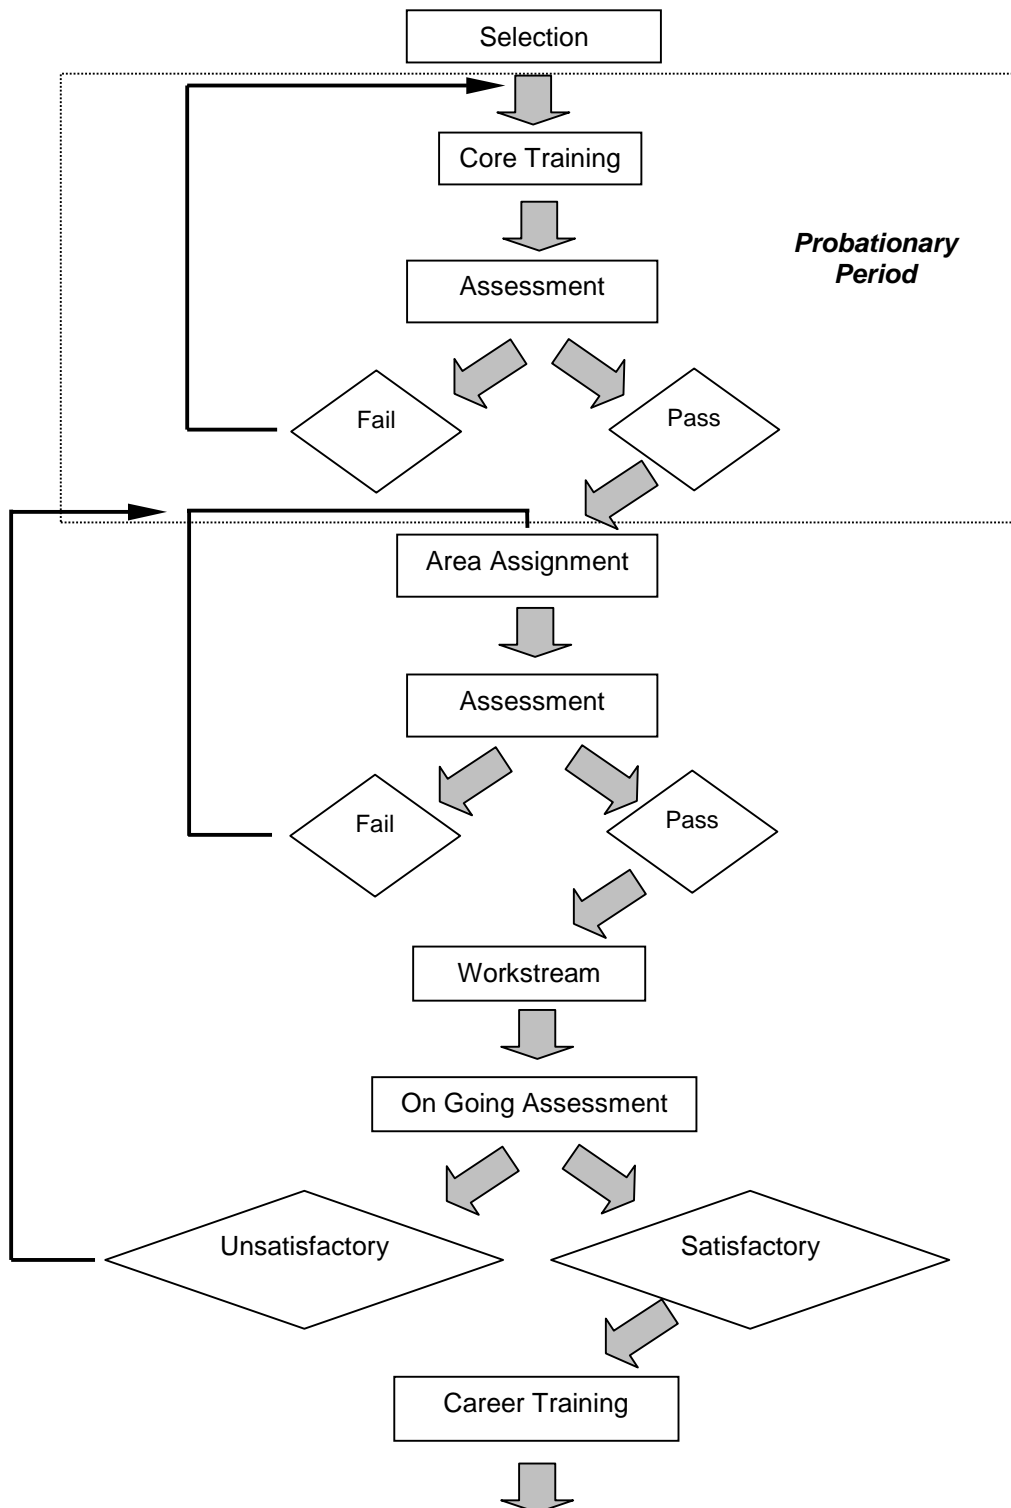 Selection
Core Training
Probationary
Period
Assessment
Fail
Pass
Area Assignment
Assessment
Fail
Pass
Workstream
On Going Assessment
Unsatisfactory
Satisfactory
Career Training